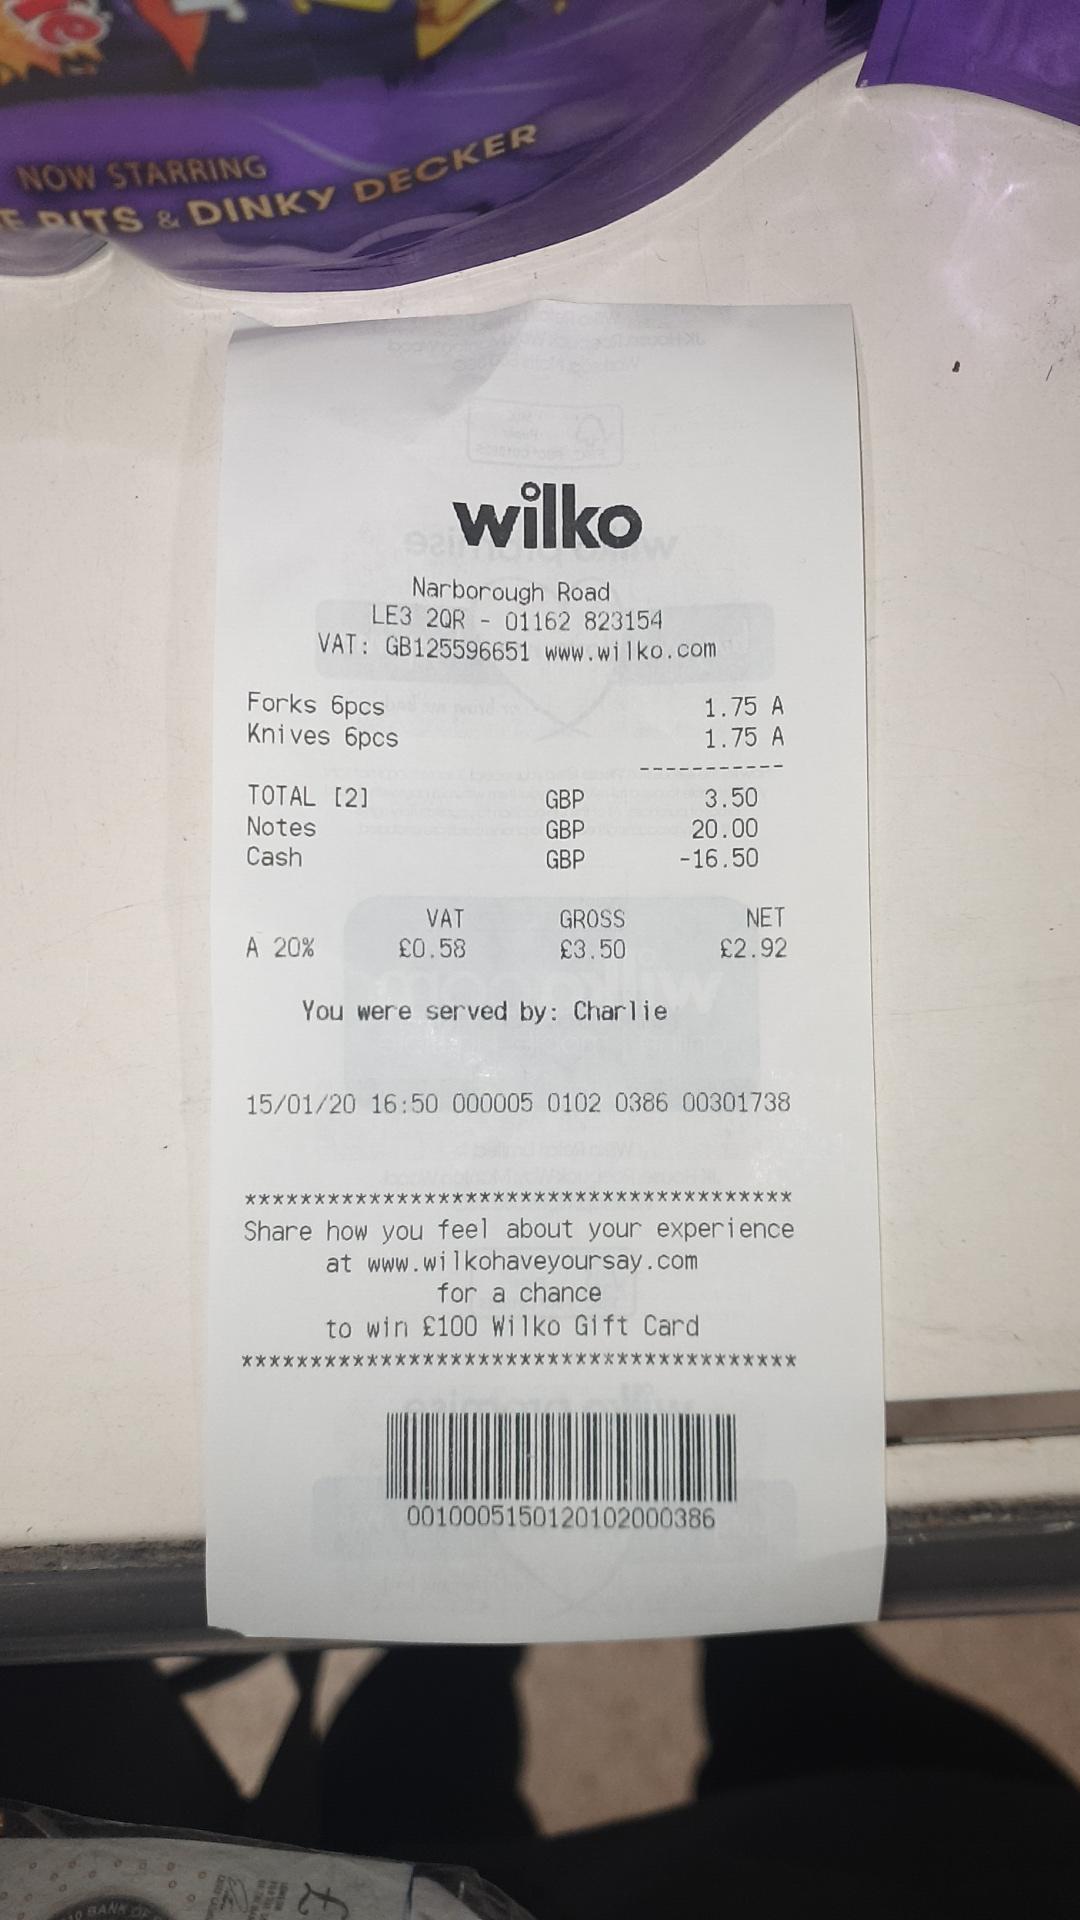 NOW STARRING
BITS & DINKY DECKER
wilko
Narborough Road
LE3 2QR - 01162 823154
VAT: GB125596651 www.wilko.com
Forks 6pcs 1.75 A
Knives 6pcs 1.75 A
-----------
TOTAL [2] GBP 3.50
Notes GBP 20.00
Cash GBP -16.50
VAT GROSS NET
A 20% £0.58 £3.50 £2.92
You were served by: Charlie
15/01/20 16:50 000005 0102 0386 00301738
****************************************
Share how you feel about your experience
at www.wilkohaveyoursay.com
for a chance
to win £100 Wilko Gift Card
****************************************
0010005150120102000386
BANK OF
£